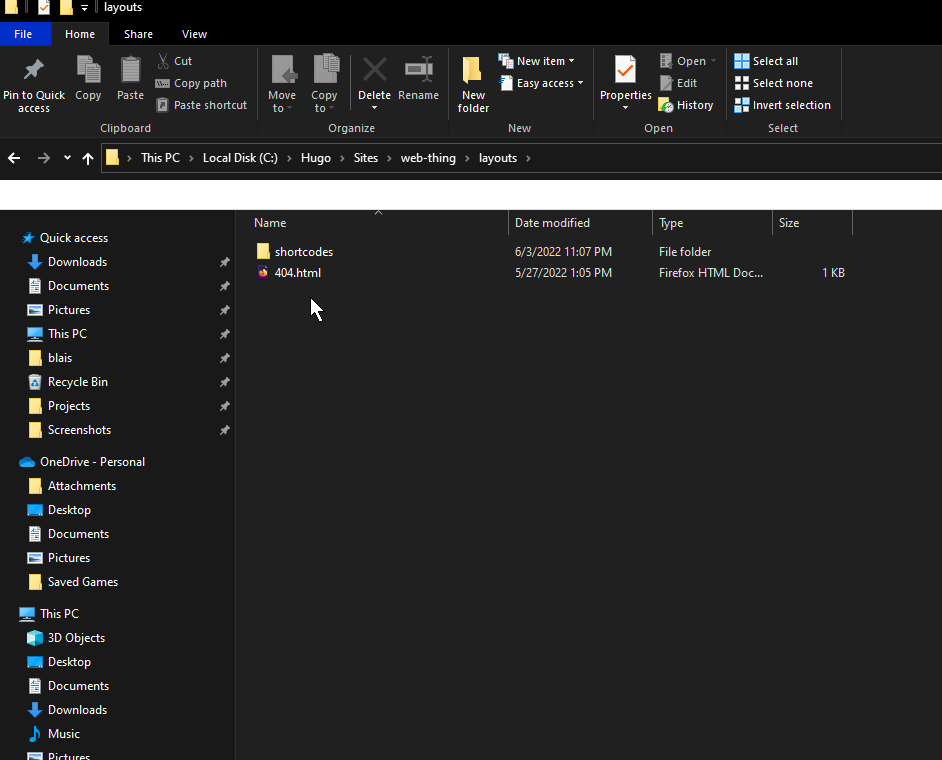 layouts
File Home Share View
Pin to Quick access
Copy
Paste
Cut
Copy path
Paste shortcut
Clipboard
Move to
Copy to
Delete
Rename
Organize
New folder
New item
Easy access
New
Properties
Open
Edit
History
Open
Select all
Select none
Invert selection
Select
This PC > Local Disk (C:) > Hugo > Sites > web-thing > layouts >
Quick access
Downloads
Documents
Pictures
This PC
blais
Recycle Bin
Projects
Screenshots
OneDrive - Personal
Attachments
Desktop
Documents
Pictures
Saved Games
This PC
3D Objects
Desktop
Documents
Downloads
Music
Pictures
Name Date modified Type Size
shortcodes 6/3/2022 11:07 PM File folder
404.html 5/27/2022 1:05 PM Firefox HTML Doc... 1 KB